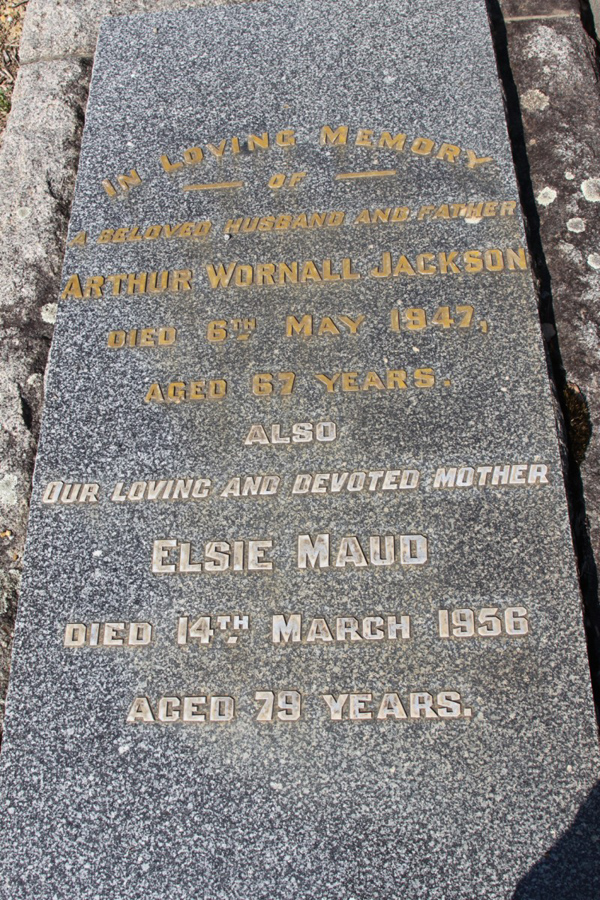 IN LOVING MEMORY
OF
A BELOVED HUSBAND AND FATHER
ARTHUR WORNALL JACKSON
DIED 6TH MAY 1947,
AGED 67 YEARS.
ALSO
OUR LOVING AND DEVOTED MOTHER
ELSIE MAUD
DIED 14TH MARCH 1956
AGED 79 YEARS.